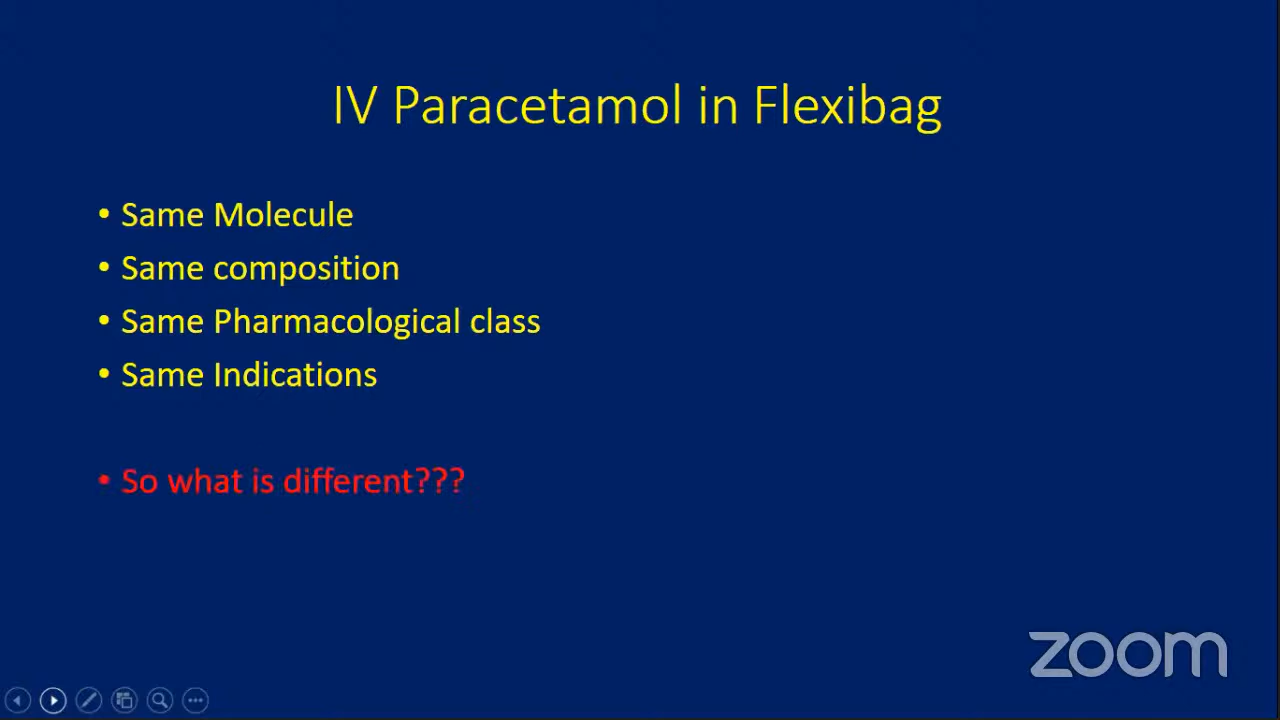 IV Paracetamol in Flexibag
• Same Molecule
• Same composition
• Same Pharmacological class
• Same Indications
• So what is different???
zoom